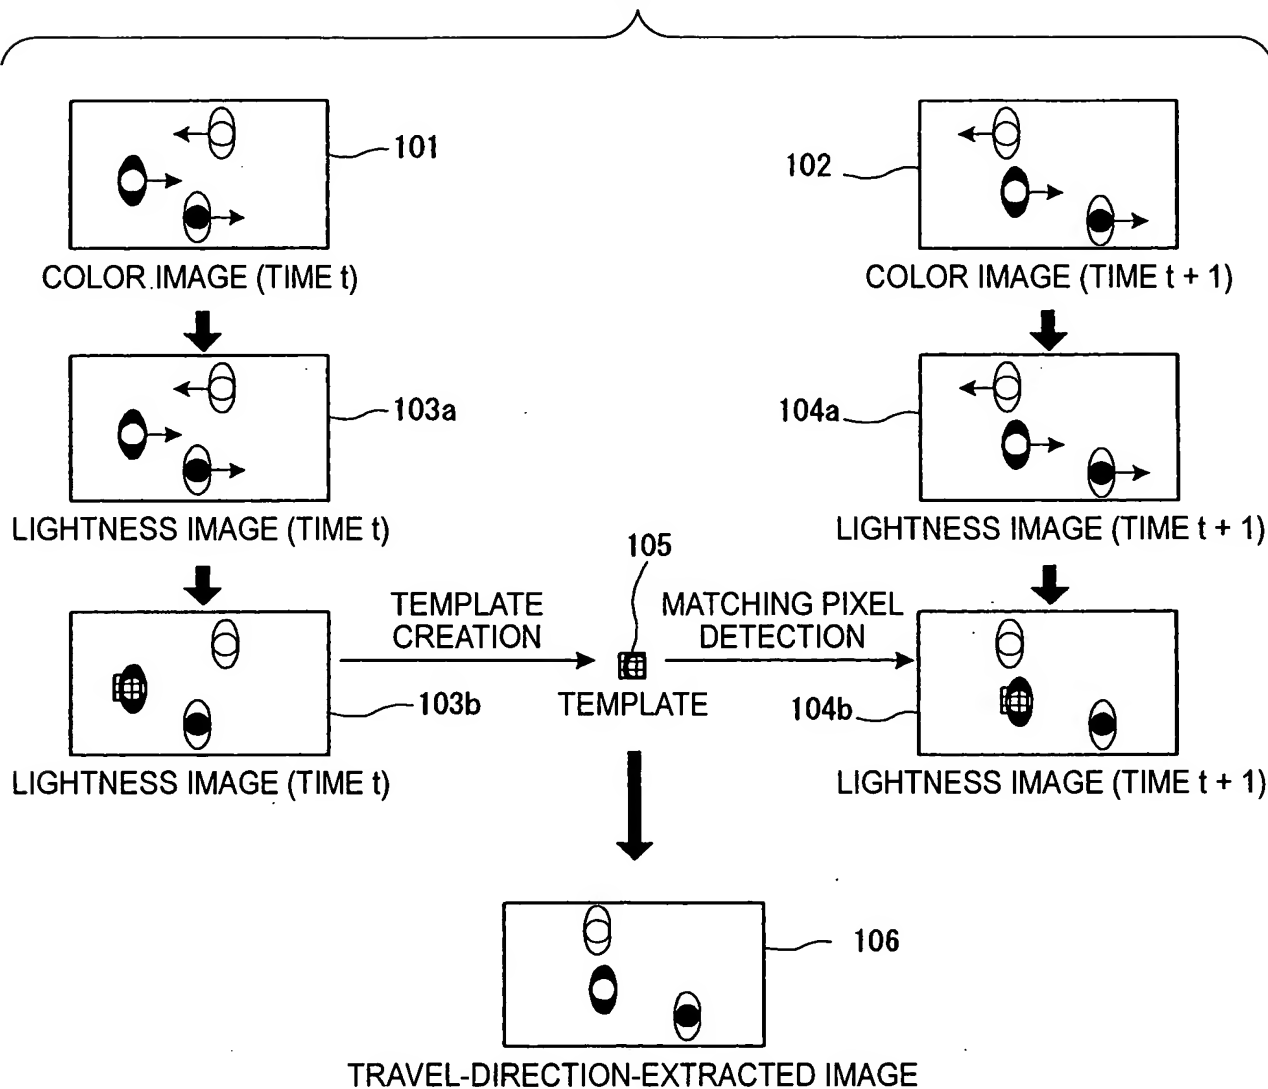 101
102
COLOR IMAGE (TIME t)
COLOR IMAGE (TIME t + 1)
103a
104a
LIGHTNESS IMAGE (TIME t)
LIGHTNESS IMAGE (TIME t + 1)
105
TEMPLATE
CREATION
MATCHING PIXEL
DETECTION
103b
TEMPLATE
104b
LIGHTNESS IMAGE (TIME t)
LIGHTNESS IMAGE (TIME t + 1)
106
TRAVEL-DIRECTION-EXTRACTED IMAGE